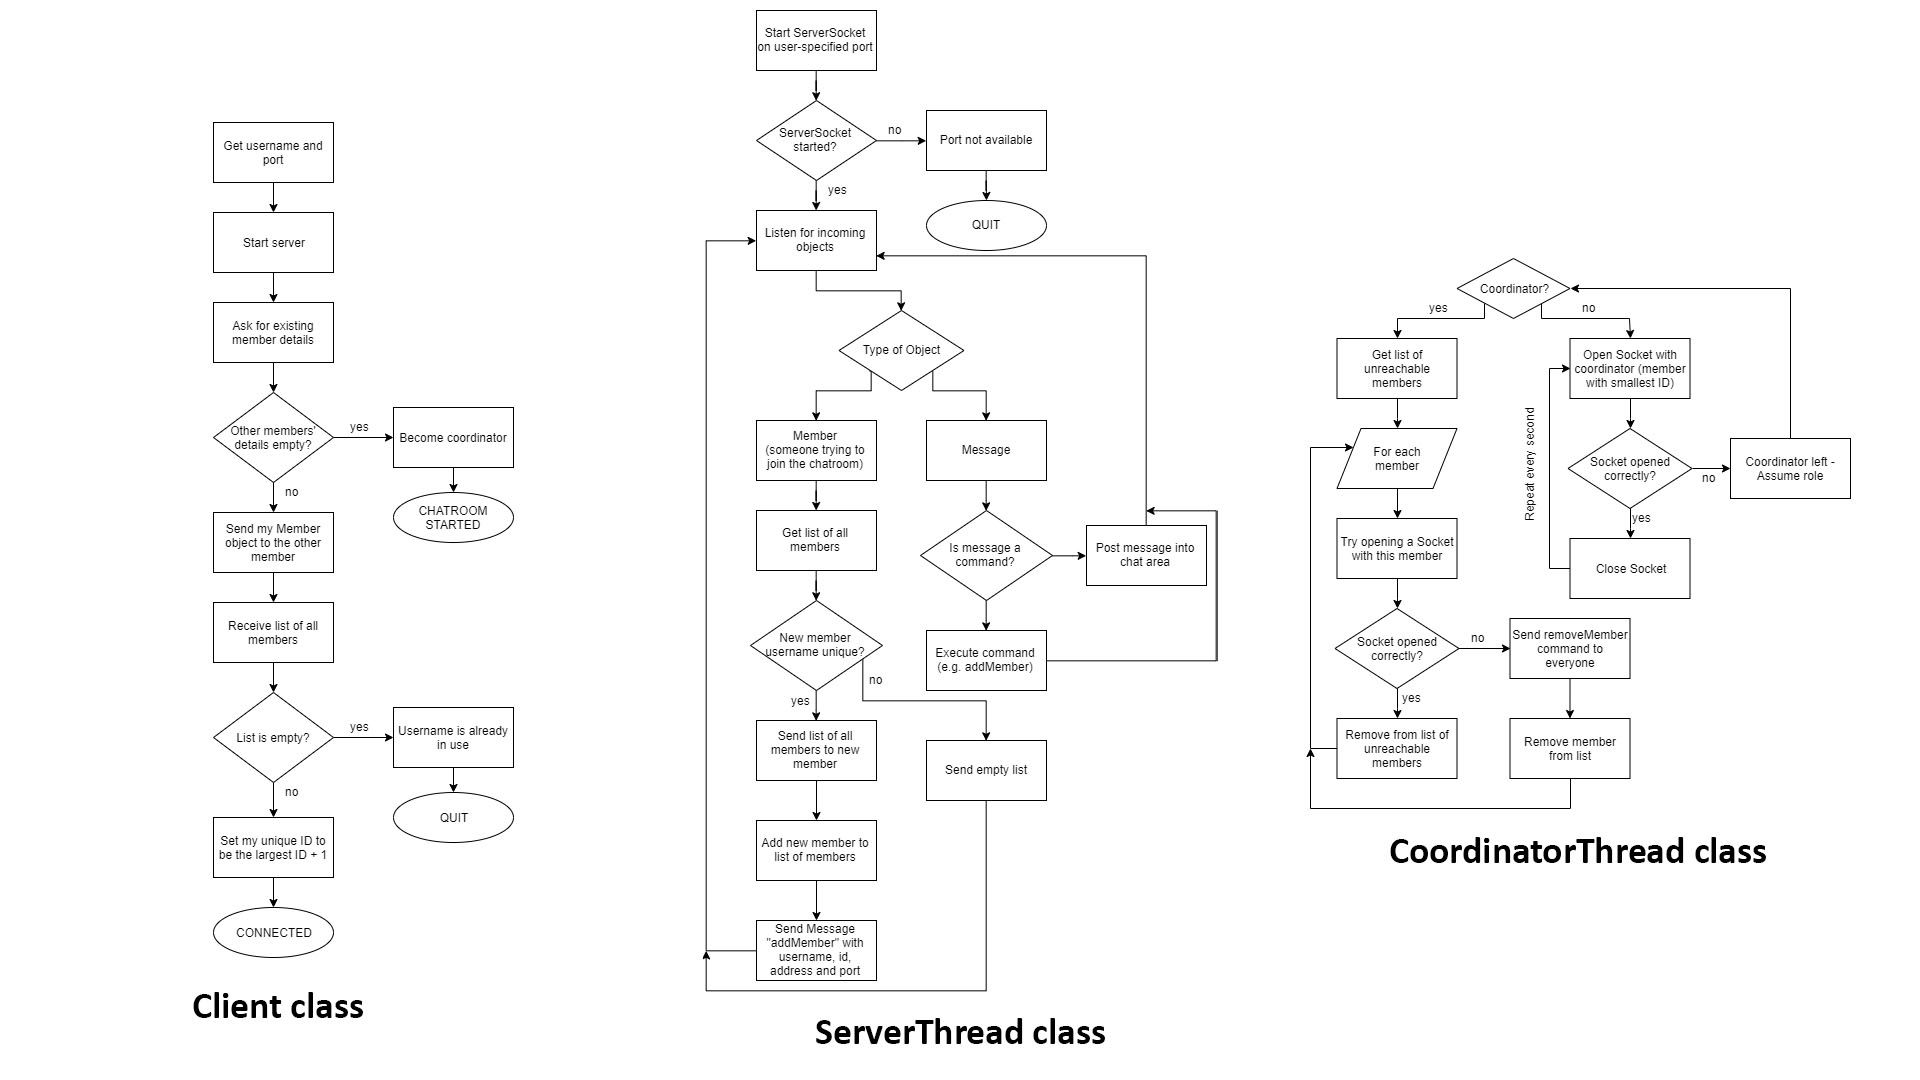 Get username and
port
Start server
Ask for existing
member details
Other members'
details empty?
yes
Become coordinator
CHATROOM
STARTED
no
Send my Member
object to the other
member
Receive list of all
members
List is empty?
yes
Username is already
in use
QUIT
no
Set my unique ID to
be the largest ID + 1
CONNECTED
Client class
Start ServerSocket
on user-specified port
ServerSocket
started?
no
Port not available
QUIT
yes
Listen for incoming
objects
Type of Object
Member
(someone trying to
join the chatroom)
Get list of all
members
New member
username unique?
yes
no
Send list of all
members to new
member
Add new member to
list of members
Send Message
"addMember" with
username, id,
address and port
Send empty list
Message
Is message a
command?
Post message into
chat area
Execute command
(e.g. addMember)
ServerThread class
Coordinator?
yes
no
Get list of
unreachable
members
For each
member
Try opening a Socket
with this member
Socket opened
correctly?
no
Send removeMember
command to
everyone
yes
Remove from list of
unreachable
members
Remove member
from list
Open Socket with
coordinator (member
with smallest ID)
Repeat every second
Socket opened
correctly?
no
Coordinator left -
Assume role
yes
Close Socket
CoordinatorThread class